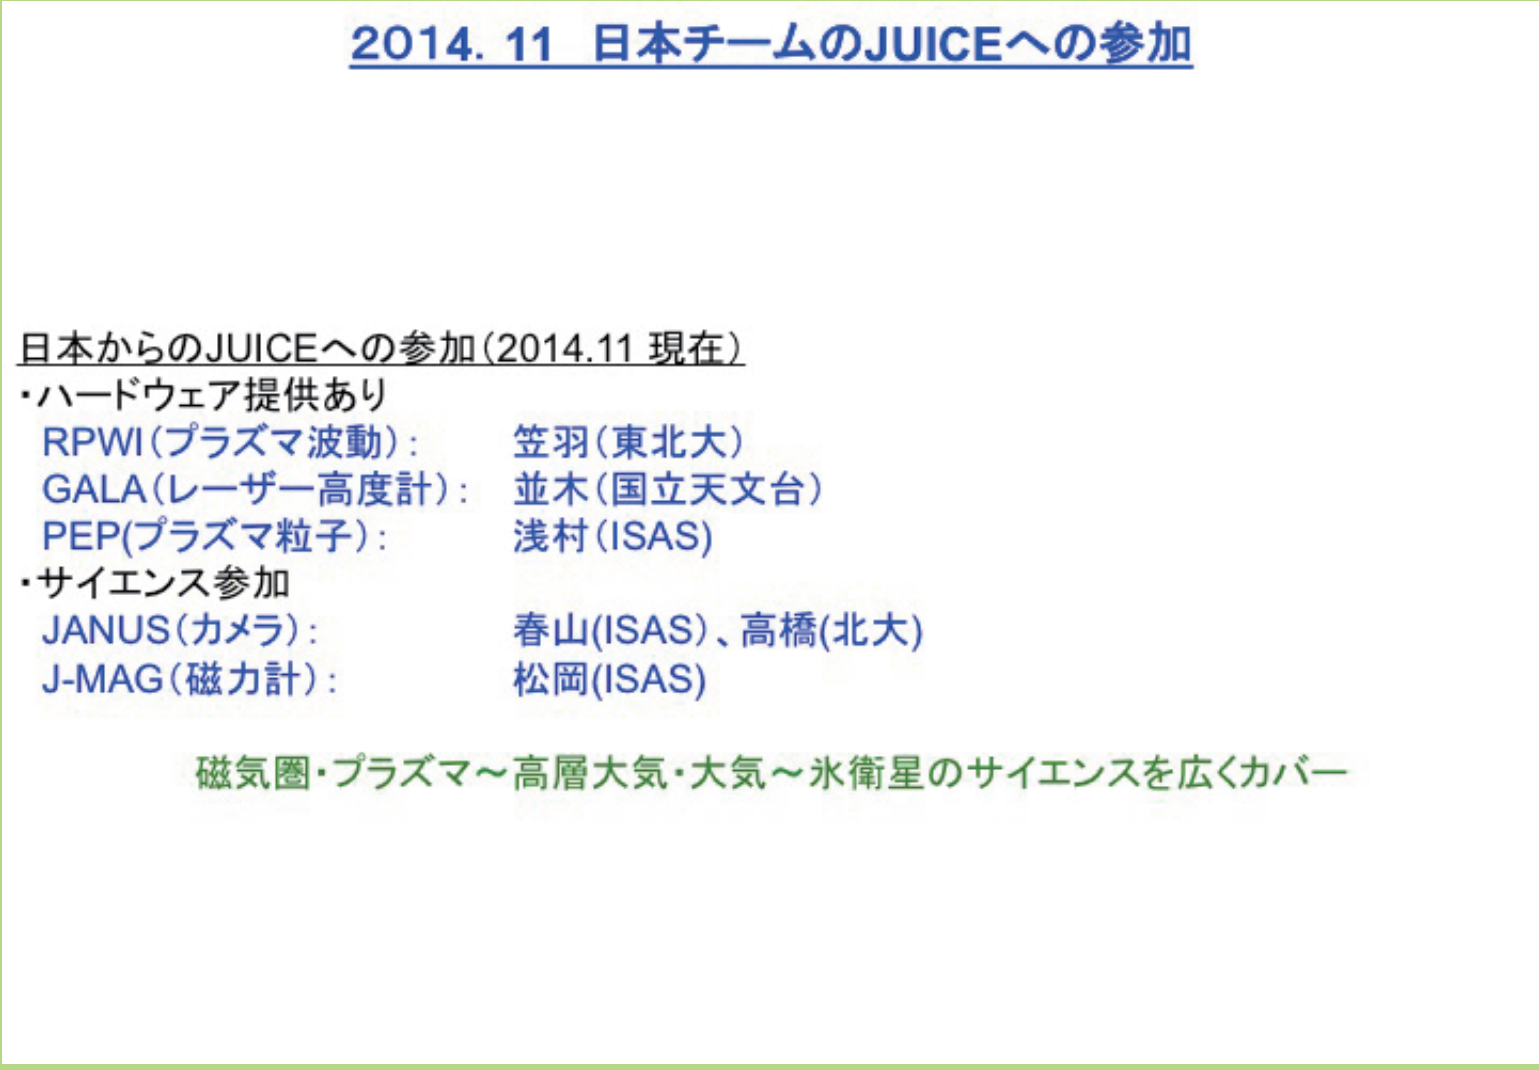 2014. 11　日本チームのJUICEへの参加
日本からのJUICEへの参加（2014.11 現在）
・ハードウェア提供あり
RPWI（プラズマ波動）： 笠羽（東北大）
GALA（レーザー高度計）： 並木（国立天文台）
PEP(プラズマ粒子）： 浅村（ISAS)
・サイエンス参加
JANUS（カメラ）： 春山(ISAS）、高橋(北大)
J-MAG（磁力計）： 松岡(ISAS)
磁気圏・プラズマ～高層大気・大気～氷衛星のサイエンスを広くカバー